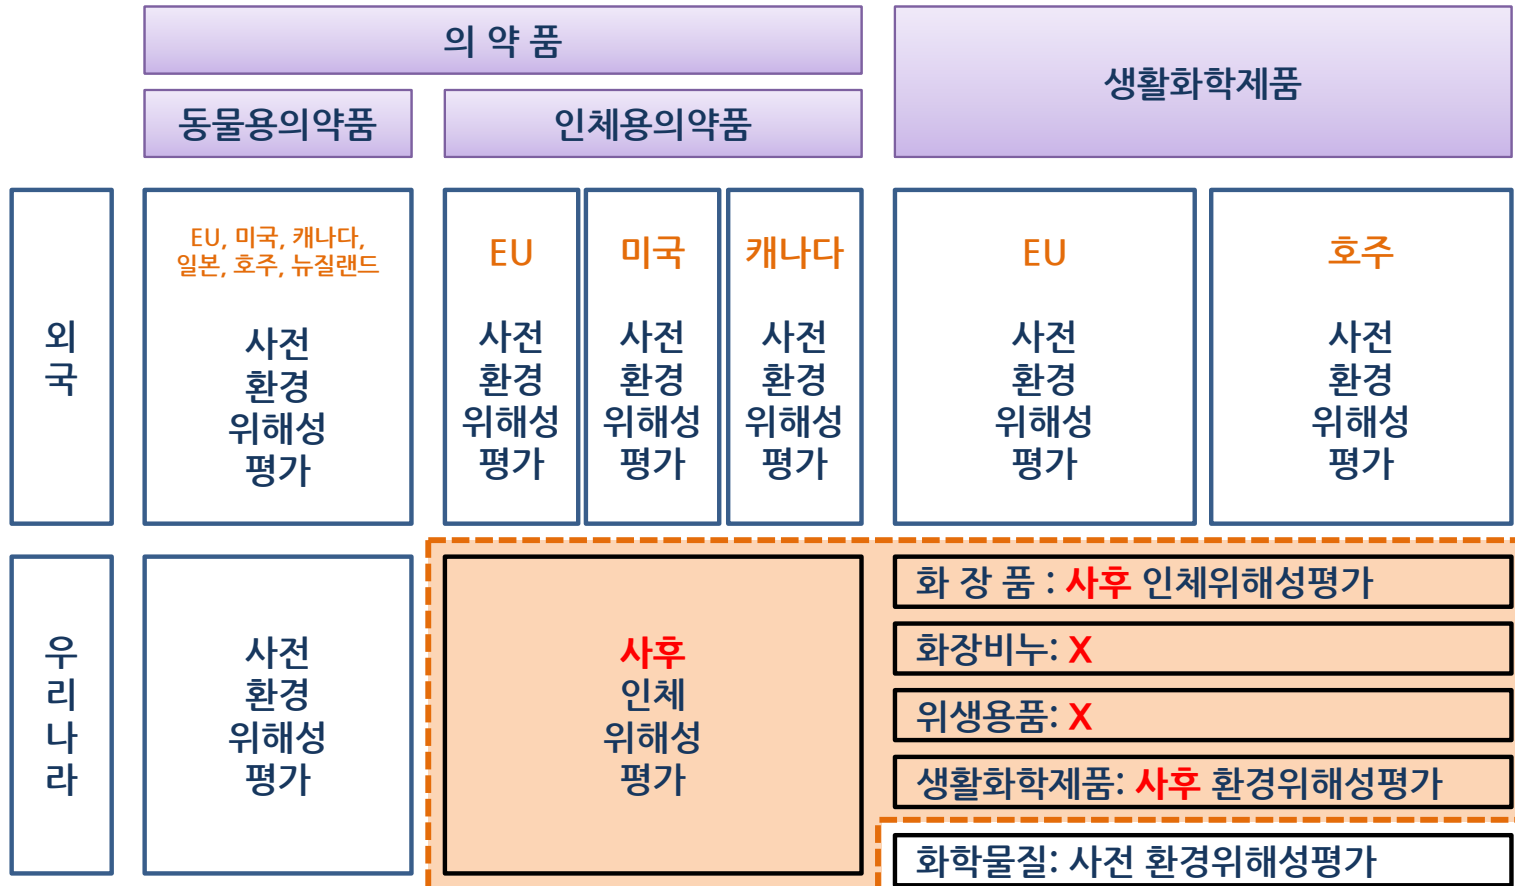 의 약 품
생활화학제품
동물용의약품
인체용의약품
외
국
EU, 미국, 캐나다,
일본, 호주, 뉴질랜드
사전
환경
위해성
평가
EU
사전
환경
위해성
평가
미국
사전
환경
위해성
평가
캐나다
사전
환경
위해성
평가
EU
사전
환경
위해성
평가
호주
사전
환경
위해성
평가
우
리
나
라
사전
환경
위해성
평가
사후
인체
위해성
평가
화 장 품 : 사후 인체위해성평가
화장비누: X
위생용품: X
생활화학제품: 사후 환경위해성평가
화학물질: 사전 환경위해성평가